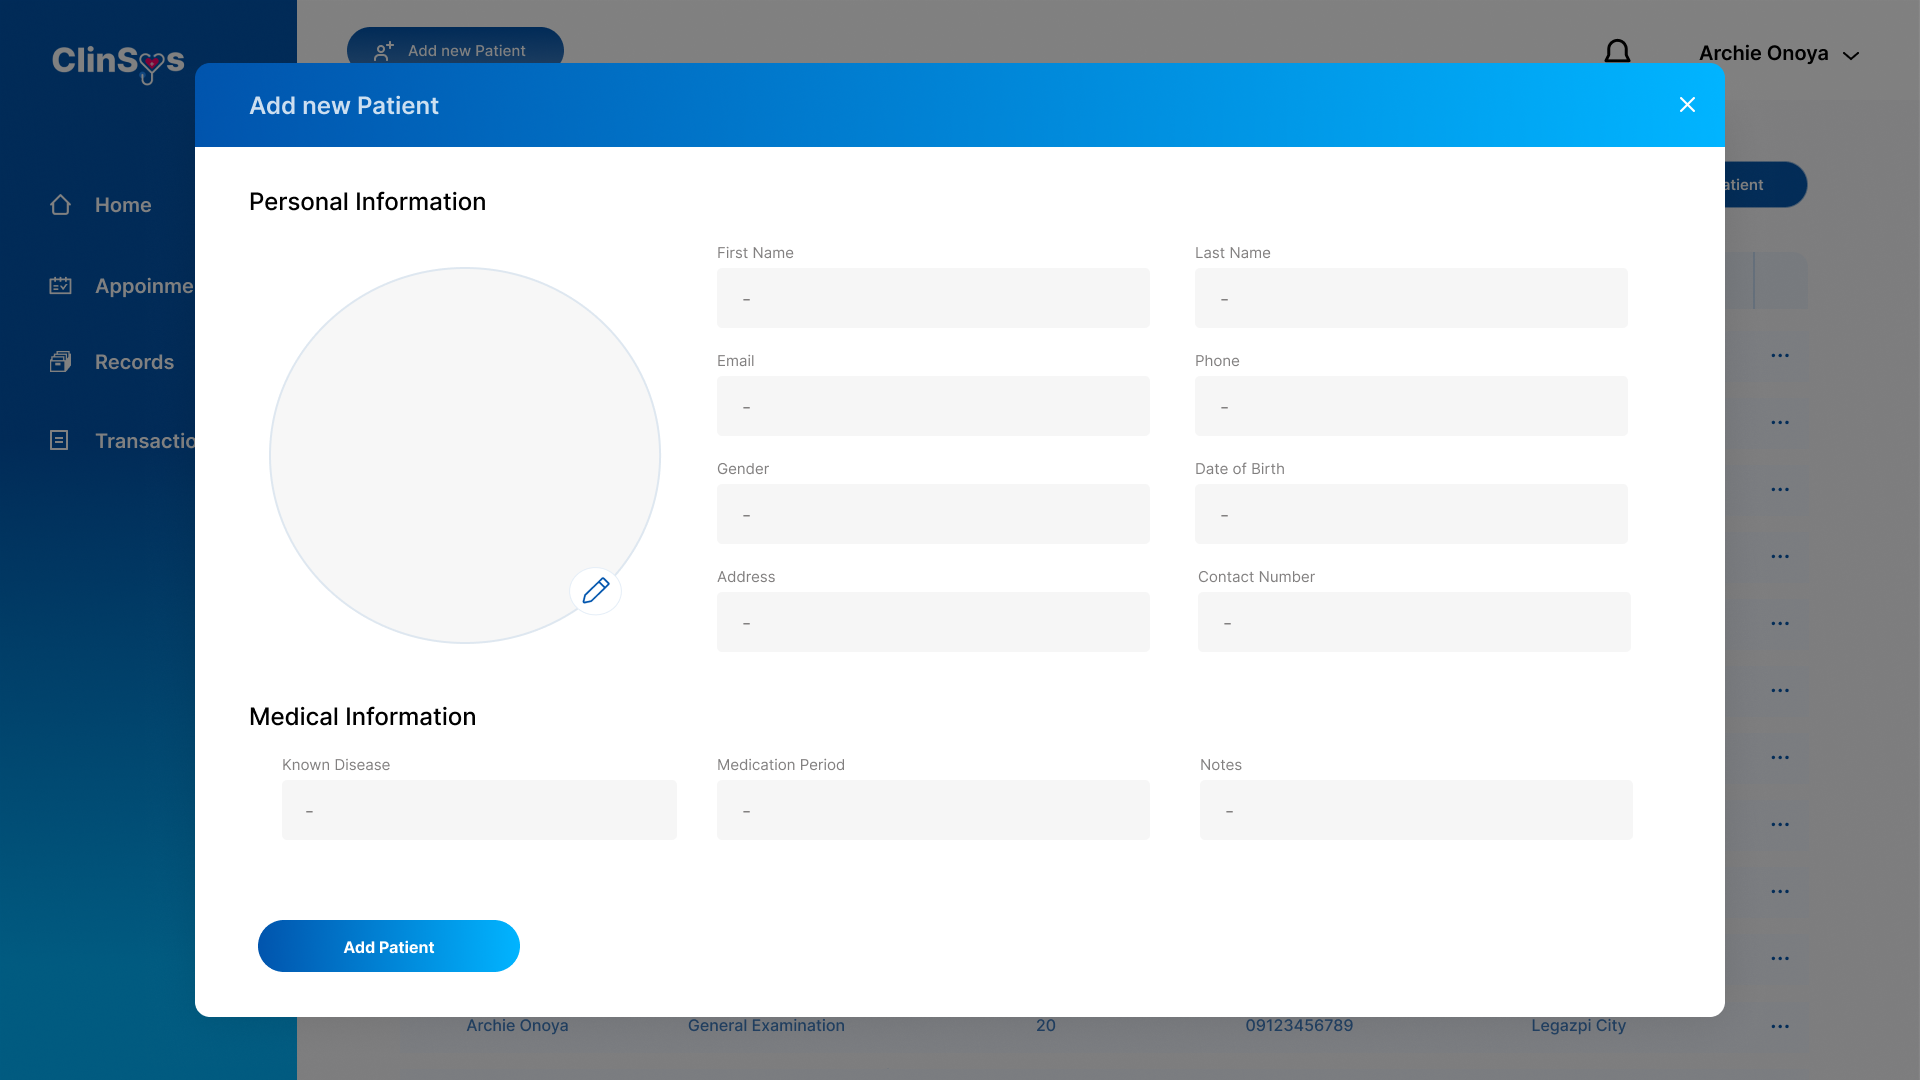 ClinSys
Add new Patient
Archie Onoya
Add new Patient
Home
Appoinme
Records
Transactio
atient
Personal Information
First Name
Last Name
-
-
Email
Phone
-
-
Gender
Date of Birth
-
-
Address
Contact Number
-
-
Medical Information
Known Disease
Medication Period
Notes
-
-
-
Add Patient
Archie Onoya
General Examination
20
09123456789
Legazpi City